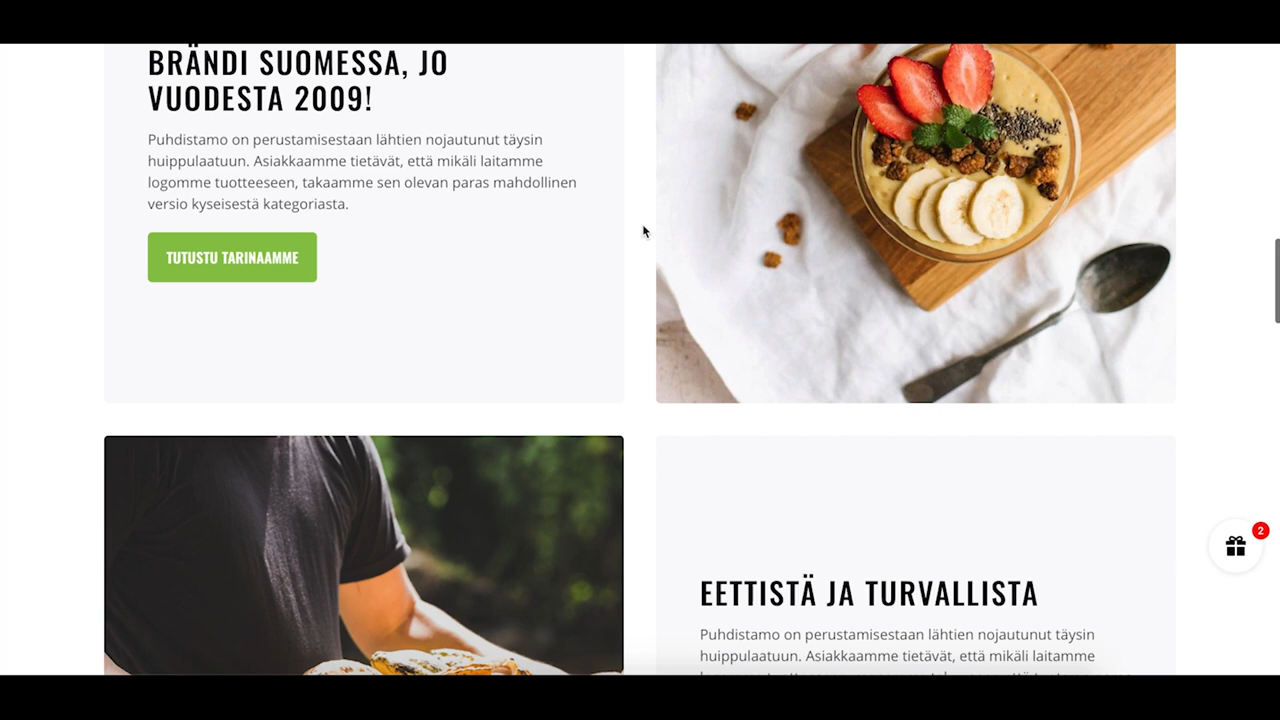 BRÄNDI SUOMESSA, JO
VUODESTA 2009!
Puhdistamo on perustamisestaan lähtien nojautunut täysin
huippulaatuun. Asiakkaamme tietävät, että mikäli laitamme
logomme tuotteeseen, takaamme sen olevan paras mahdollinen
versio kyseisestä kategoriasta.
TUTUSTU TARINAAMME
2
EETTISTÄ JA TURVALLISTA
Puhdistamo on perustamisestaan lähtien nojautunut täysin
huippulaatuun. Asiakkaamme tietävät, että mikäli laitamme